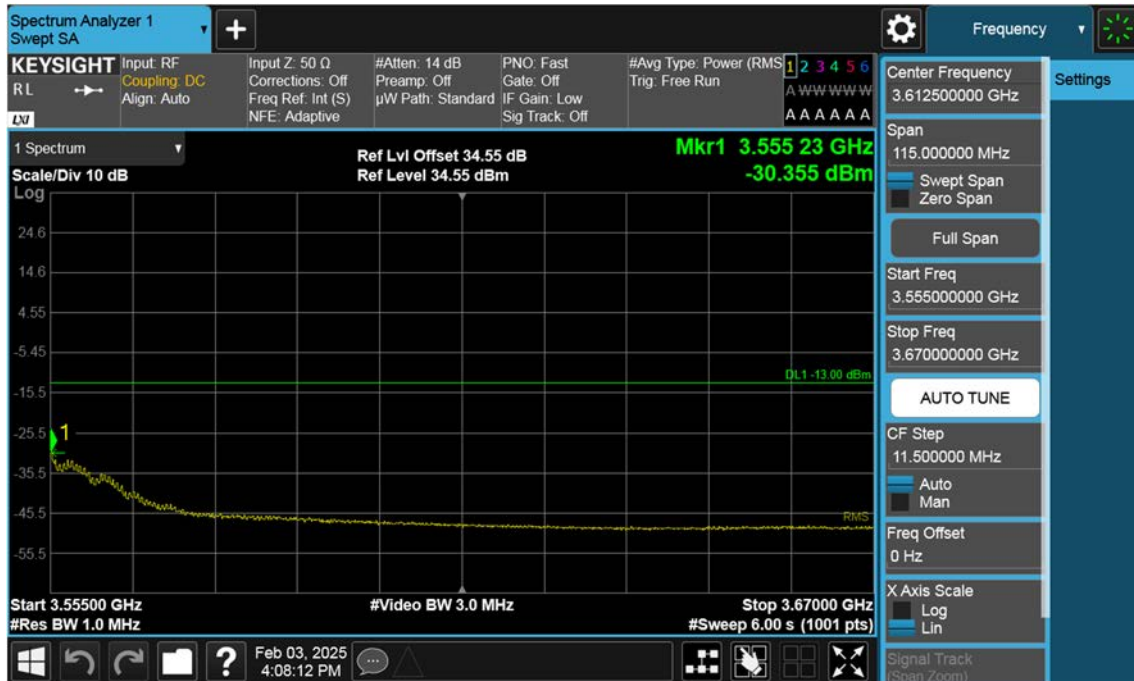 Spectrum Analyzer 1
Swept SA
+
Frequency
KEYSIGHT
RL
LXI
Input: RF
Coupling: DC
Align: Auto
Input Z: 50 Ω
Corrections: Off
Freq Ref: Int (S)
NFE: Adaptive
#Atten: 14 dB
Preamp: Off
µW Path: Standard
PNO: Fast
Gate: Off
IF Gain: Low
Sig Track: Off
#Avg Type: Power (RMS
Trig: Free Run
1 2 3 4 5 6
A W W W W W
A A A A A A
1 Spectrum
Scale/Div 10 dB
Ref Lvl Offset 34.55 dB
Ref Level 34.55 dBm
Mkr1 3.555 23 GHz
-30.355 dBm
Log
24.6
14.6
4.55
-5.45
DL1 -13.00 dBm
-15.5
-25.5
1
-35.5
-45.5
RMS
-55.5
Start 3.55500 GHz
#Res BW 1.0 MHz
#Video BW 3.0 MHz
Stop 3.67000 GHz
#Sweep 6.00 s (1001 pts)
Feb 03, 2025
4:08:12 PM
?
Center Frequency
3.612500000 GHz
Span
115.000000 MHz
Swept Span
Zero Span
Full Span
Start Freq
3.555000000 GHz
Stop Freq
3.670000000 GHz
AUTO TUNE
CF Step
11.500000 MHz
Auto
Man
Freq Offset
0 Hz
X Axis Scale
Log
Lin
Signal Track
(Span Zoom)
Settings